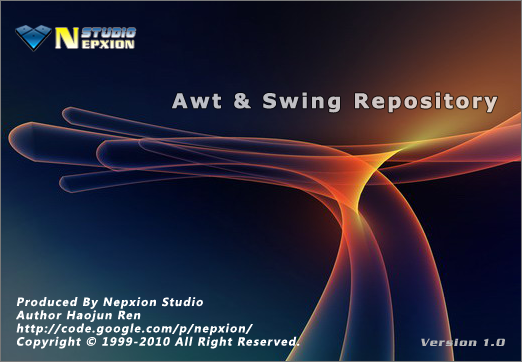 N STUDIO
NEPXION
Awt & Swing Repository
Produced By Nepxion Studio
Author Haojun Ren
http://code.google.com/p/nepxion/
Copyright © 1999-2010 All Right Reserved.
Version 1.0